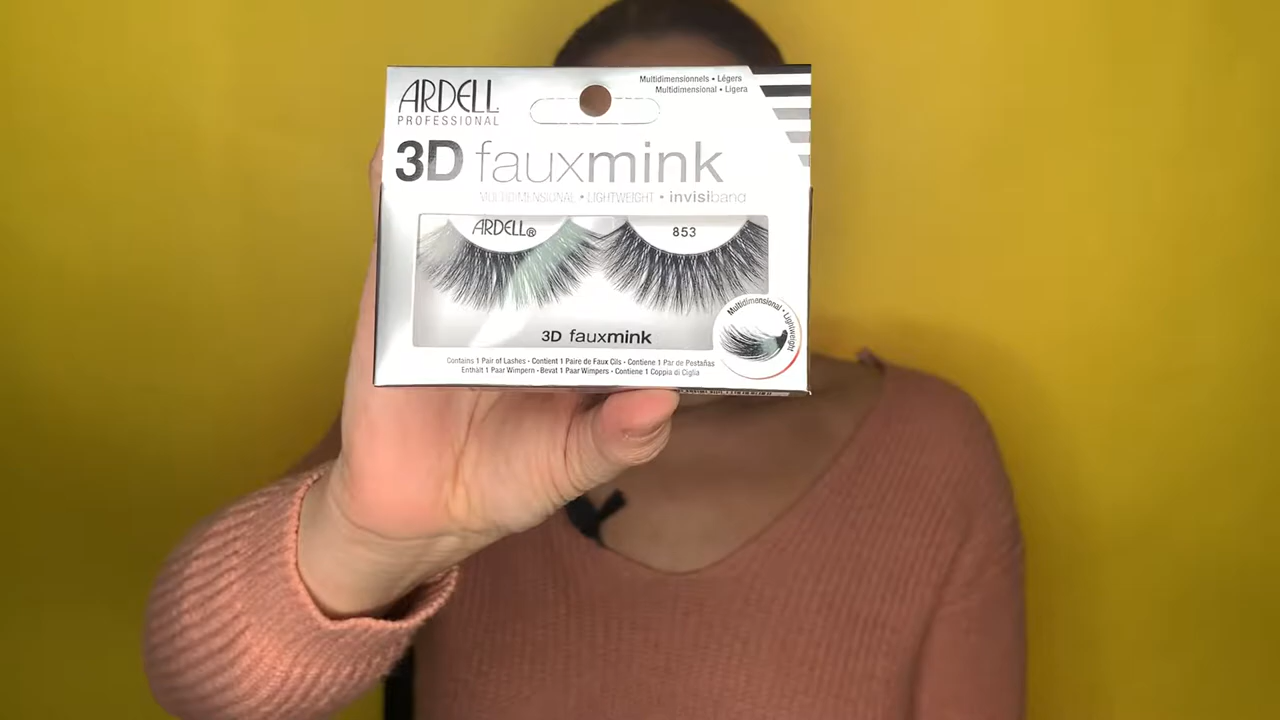 ARDELL
PROFESSIONAL
Multidimensionnels • Légers
Multidimensional • Ligera
3D fauxmink
MULTIDIMENSIONAL • LIGHTWEIGHT • invisiband
ARDELL®
853
3D fauxmink
Multidimensional • Lightweight
Contains 1 Pair of Lashes - Contient 1 Paire de Faux Cils - Contiene 1 Par de Pestañas
Enthält 1 Paar Wimpern - Bevat 1 Paar Wimpers - Contiene 1 Coppia di Ciglia